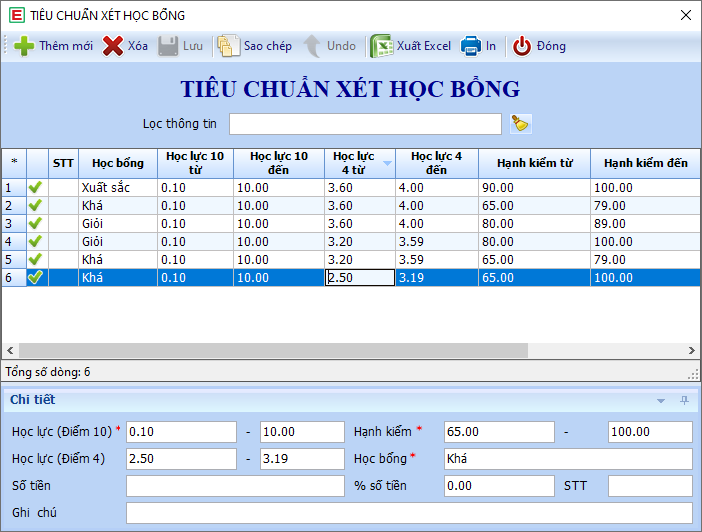 E TIÊU CHUẨN XÉT HỌC BỔNG
Thêm mới Xóa Lưu Sao chép Undo Xuất Excel In Đóng
TIÊU CHUẨN XÉT HỌC BỔNG
Lọc thông tin
* STT Học bổng Học lực 10 từ Học lực 10 đến Học lực 4 từ Học lực 4 đến Hạnh kiểm từ Hạnh kiểm đến
1 Xuất sắc 0.10 10.00 3.60 4.00 90.00 100.00
2 Khá 0.10 10.00 3.60 4.00 65.00 79.00
3 Giỏi 0.10 10.00 3.60 4.00 80.00 89.00
4 Giỏi 0.10 10.00 3.20 3.59 80.00 100.00
5 Khá 0.10 10.00 3.20 3.59 65.00 79.00
6 Khá 0.10 10.00 2.50 3.19 65.00 100.00
Tổng số dòng: 6
Chi tiết
Học lực (Điểm 10) * 0.10 - 10.00 Hạnh kiểm * 65.00 - 100.00
Học lực (Điểm 4) 2.50 - 3.19 Học bổng * Khá
Số tiền % số tiền 0.00 STT
Ghi chú